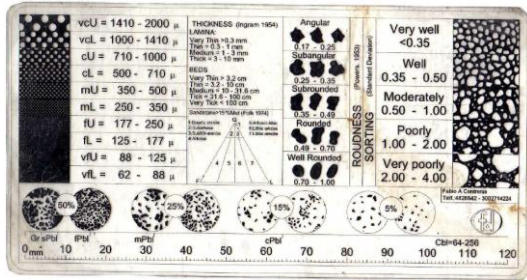 vcU = 1410 - 2000 μ
vcL = 1000 - 1410 μ
cU = 710 - 1000 μ
cL = 500 - 710 μ
mU = 350 - 500 μ
mL = 250 - 350 μ
fU = 177 - 250 μ
fL = 125 - 177 μ
vfU = 88 - 125 μ
vfL = 62 - 88 μ
THICKNESS (Ingram 1954)
LAMINA:
Very Thin >0.3 mm
Thin = 0.3 - 1 mm
Medium = 1 - 3 mm
Thick = 3 - 10 mm
BEDS
Very Thin > 3.2 cm
Thin = 3.2 - 10 cm
Medium = 10 - 31.6 cm
Tick = 31.6 - 100 cm
Very Tick < 100 cm
(Folk 1974)
Q
4 5 6 7
F L
Angular
0.17 - 0.25
Subangular
0.25 - 0.35
Subrounded
0.35 - 0.49
Rounded
0.49 - 0.70
Well Rounded
0.70 - 1.00
ROUDNESS (Powers, 1953)
SORTING (Standard Deviation)
Very well
<0.35
Well
0.35 - 0.50
Moderately
0.50 - 1.00
Poorly
1.00 - 2.00
Very poorly
2.00 - 4.00
Fabio A Contreras
50% 25% 15% 5%
Gr sPbl fPbl mPbl cPbl Cbl=64-256
0 10 20 30 40 50 60 70 80 90 100 110 120
mm